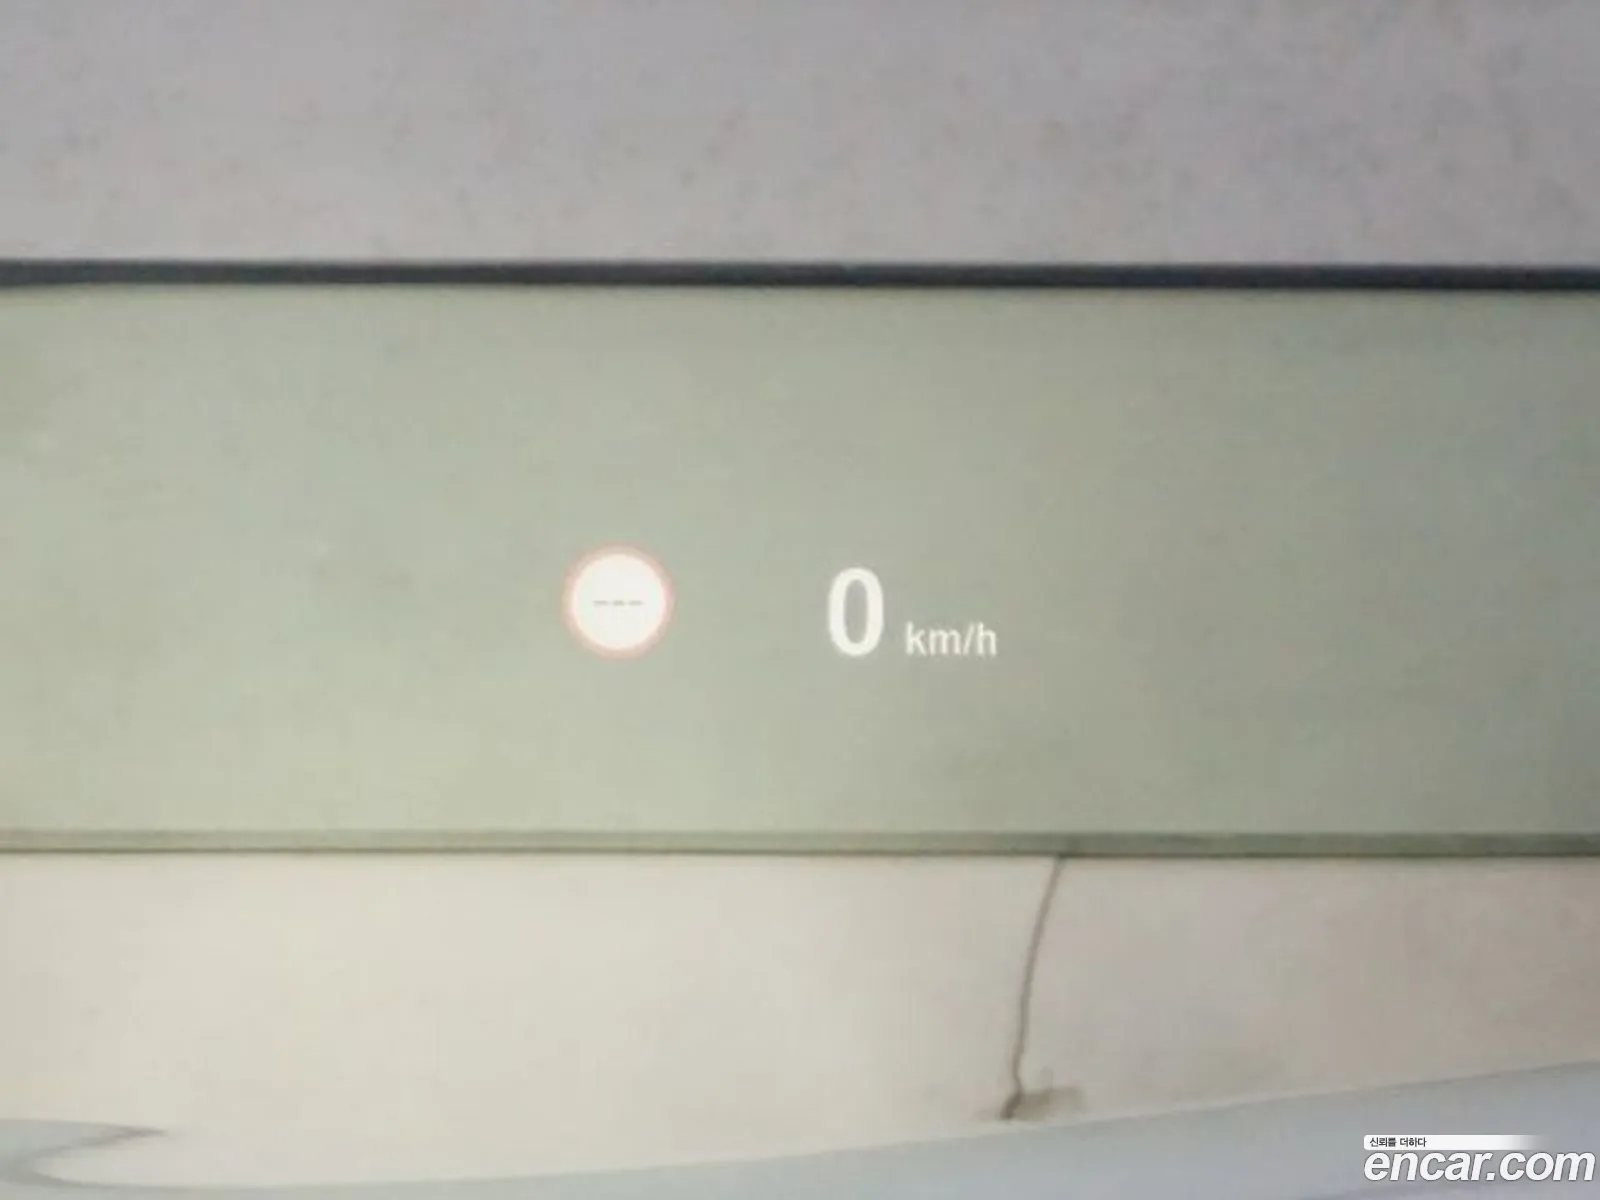 ---
0 km/h
신뢰를 더하다
encar.com